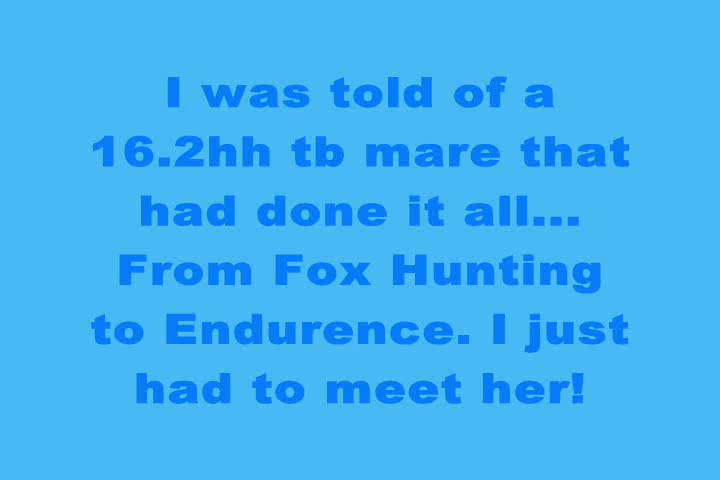 I was told of a
16.2hh tb mare that
had done it all...
From Fox Hunting
to Endurence. I just
had to meet her!